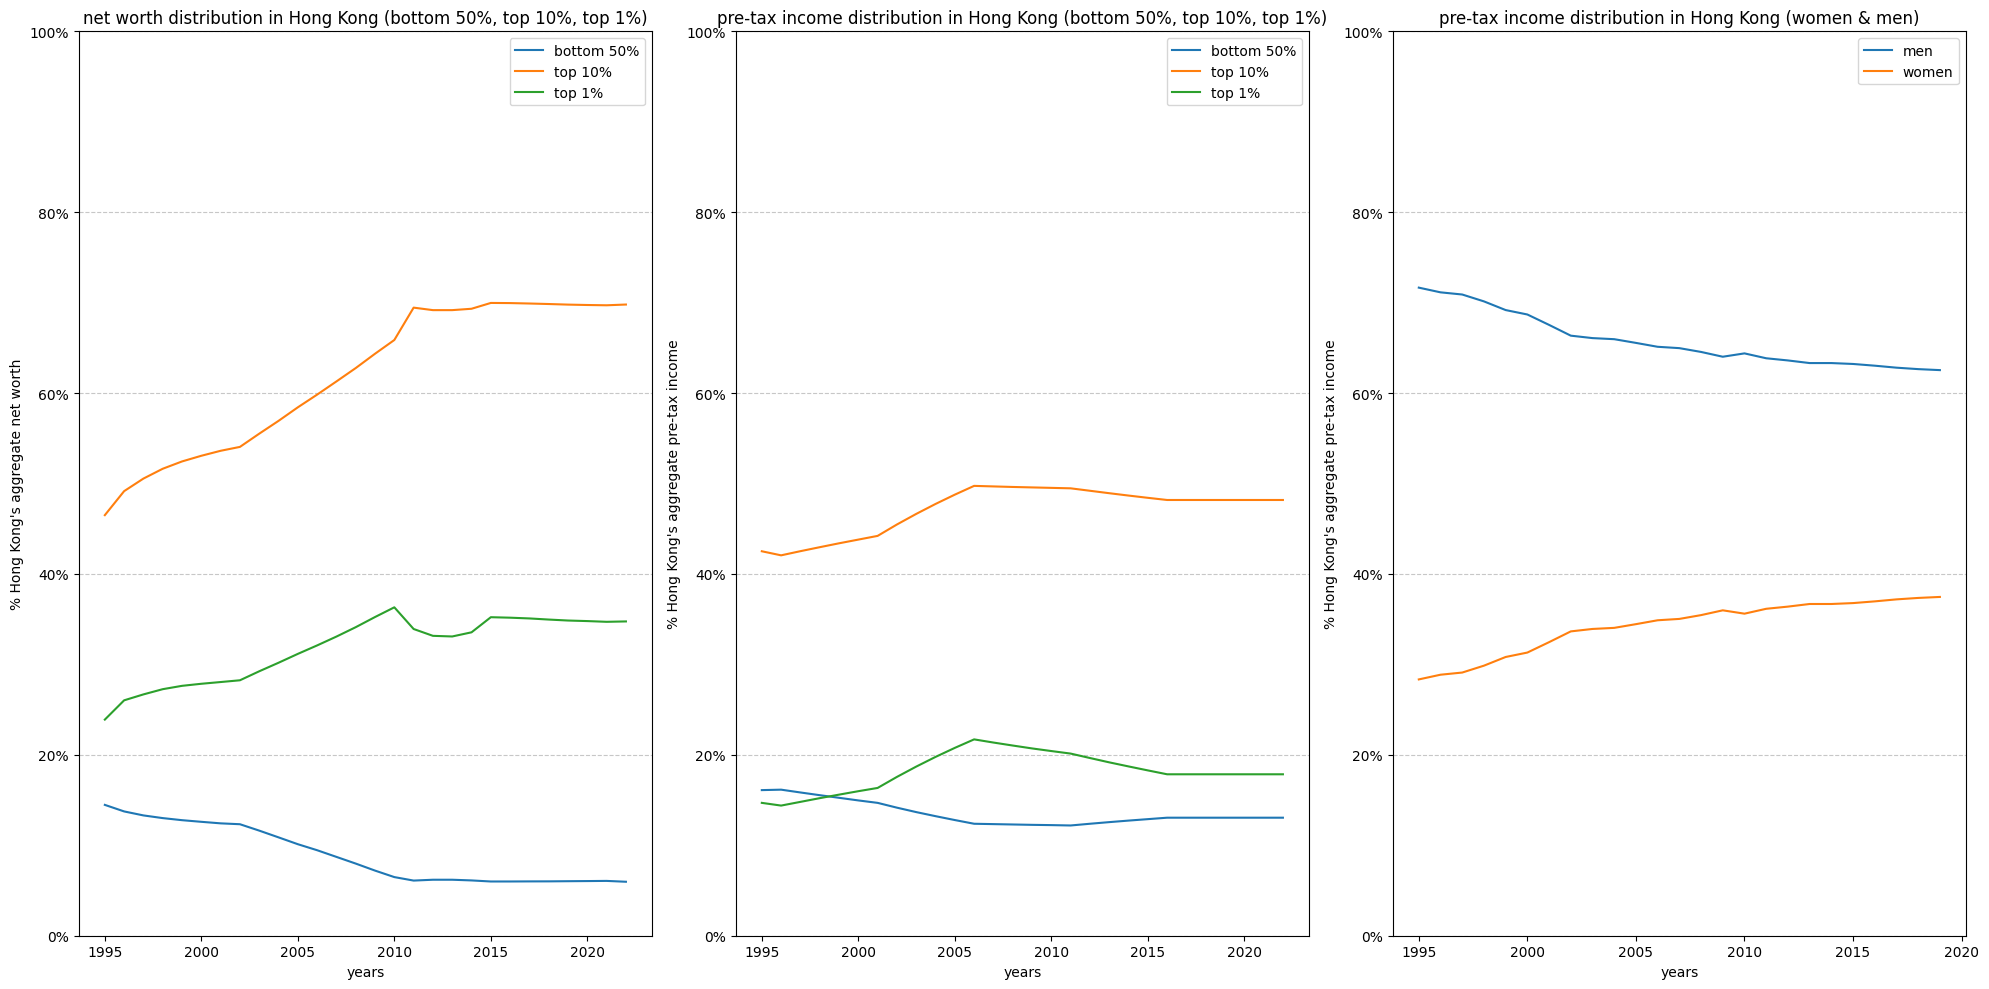 net worth distribution in Hong Kong (bottom 50%, top 10%, top 1%)
100%
80%
60%
40%
20%
0%
% Hong Kong's aggregate net worth
bottom 50%
top 10%
top 1%
1995 2000 2005 2010 2015 2020
years
pre-tax income distribution in Hong Kong (bottom 50%, top 10%, top 1%)
100%
80%
60%
40%
20%
0%
% Hong Kong's aggregate pre-tax income
bottom 50%
top 10%
top 1%
1995 2000 2005 2010 2015 2020
years
pre-tax income distribution in Hong Kong (women & men)
100%
80%
60%
40%
20%
0%
% Hong Kong's aggregate pre-tax income
men
women
1995 2000 2005 2010 2015 2020
years